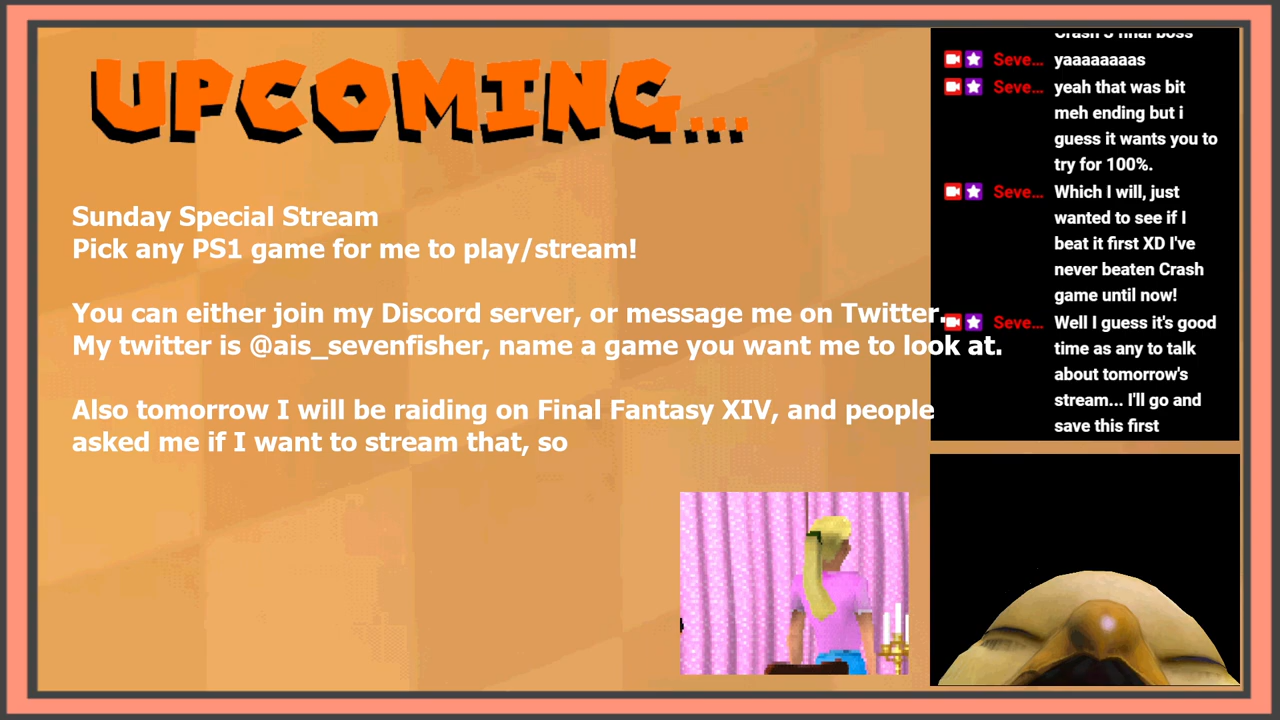 UPCOMING...
Sunday Special Stream
Pick any PS1 game for me to play/stream!
You can either join my Discord server, or message me on Twitter.
My twitter is @ais_sevenfisher, name a game you want me to look at.
Also tomorrow I will be raiding on Final Fantasy XIV, and people
asked me if I want to stream that, so
Crash 3 final boss
Seve... yaaaaaaaas
Seve... yeah that was bit
meh ending but i
guess it wants you to
try for 100%.
Seve... Which I will, just
wanted to see if I
beat it first XD I've
never beaten Crash
game until now!
Seve... Well I guess it's good
time as any to talk
about tomorrow's
stream... I'll go and
save this first